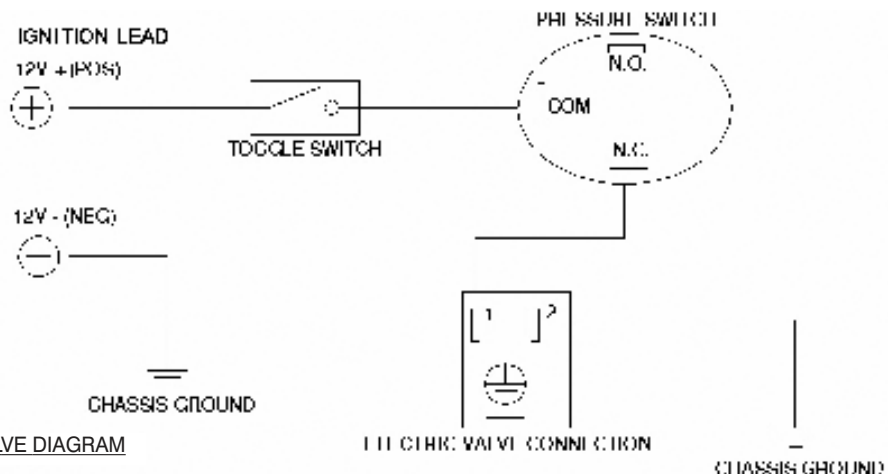 PRESSURE SWITCH
IGNITION LEAD
12V + (POS)
N.O.
COM
TOGGLE SWITCH
N.C.
12V - (NEG)
1 2
CHASSIS GROUND
LVE DIAGRAM
ELECTRIC VALVE CONNECTION
CHASSIS GROUND